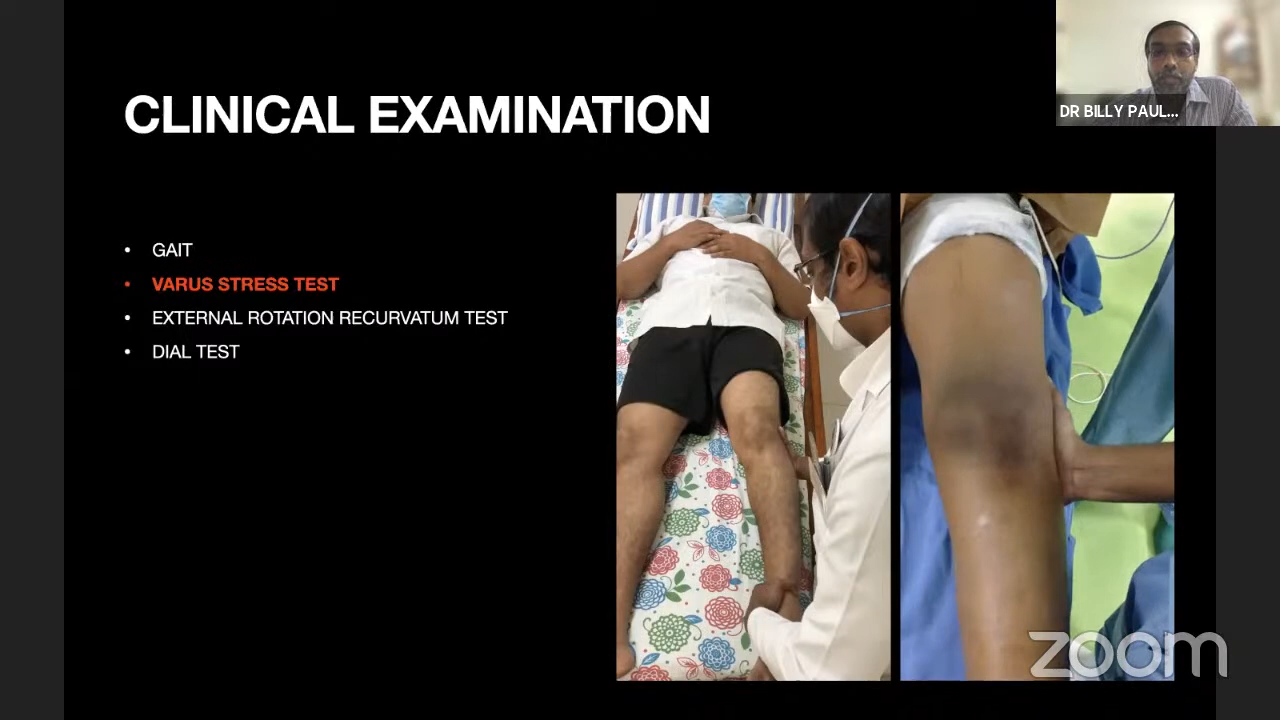 DR BILLY PAUL...
CLINICAL EXAMINATION
• GAIT
• VARUS STRESS TEST
• EXTERNAL ROTATION RECURVATUM TEST
• DIAL TEST
zoom